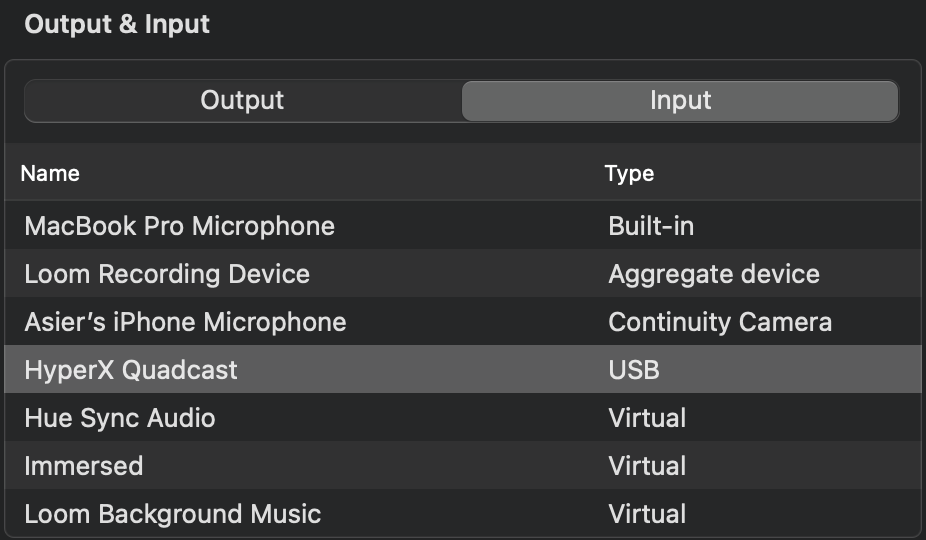 Output & Input
Output Input
Name Type
MacBook Pro Microphone Built-in
Loom Recording Device Aggregate device
Asier’s iPhone Microphone Continuity Camera
HyperX Quadcast USB
Hue Sync Audio Virtual
Immersed Virtual
Loom Background Music Virtual